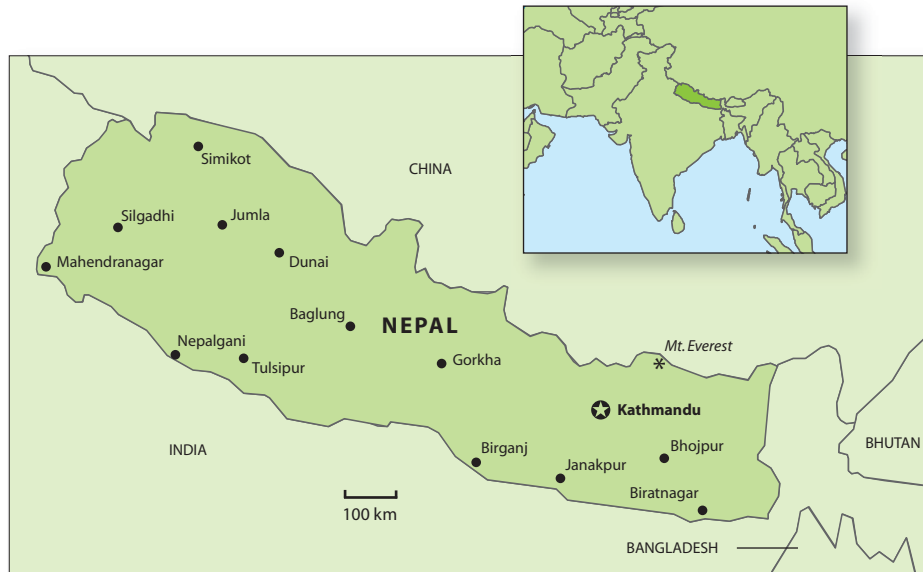 CHINA
Simikot
Silgadhi
Jumla
Mahendranagar
Dunai
Baglung
NEPAL
Nepalgani
Tulsipur
Gorkha
Mt. Everest
Kathmandu
INDIA
BHUTAN
Birganj
Bhojpur
Janakpur
Biratnagar
100 km
BANGLADESH